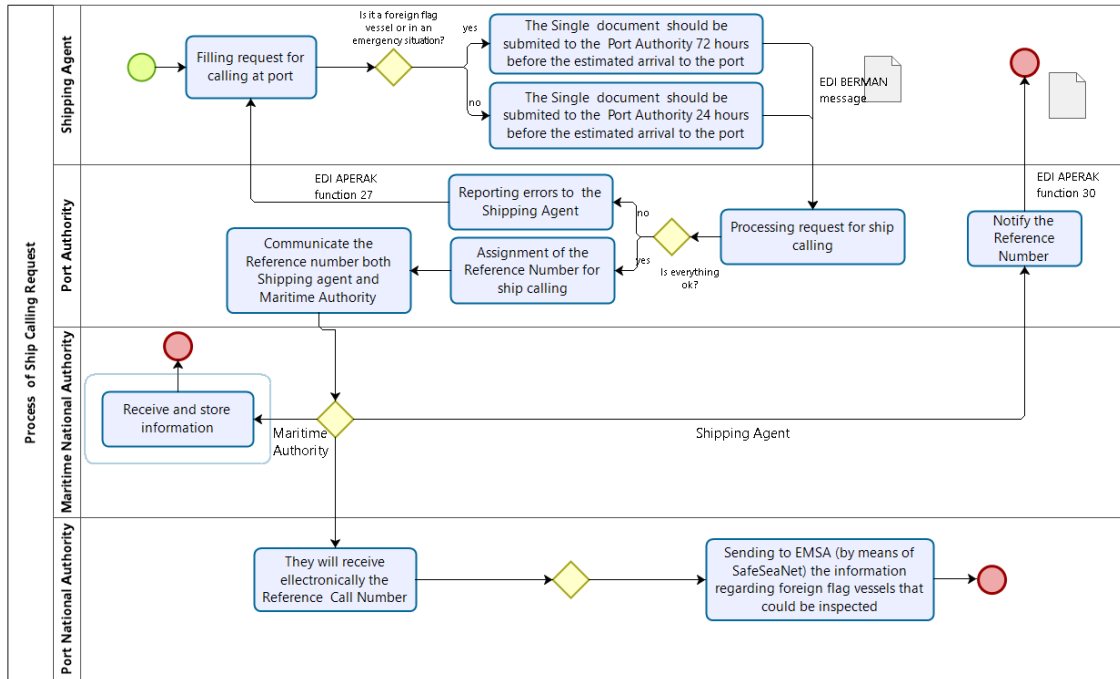 Process of Ship Calling Request
Shipping Agent
Filling request for
calling at port
Is it a foreign flag
vessel or in an
emergency situation?
yes
no
The Single document should be
submited to the Port Authority 72 hours
before the estimated arrival to the port
The Single document should be
submitted to the Port Authority 24 hours
before the estimated arrival to the port
EDI BERMAN
message
Port Authority
EDI APERAK
function 27
Reporting errors to the
Shipping Agent
no
yes
Is everything
ok?
Processing request for ship
calling
Assignment of the
Reference Number for
ship calling
Communicate the
Reference number both
Shipping agent and
Maritime Authority
EDI APERAK
function 30
Notify the
Reference
Number
Maritime National Authority
Receive and store
information
Maritime
Authority
Shipping Agent
Port National Authority
They will receive
ellectronically the
Reference Call Number
Sending to EMSA (by means of
SafeSeaNet) the information
regarding foreign flag vessels that
could be inspected